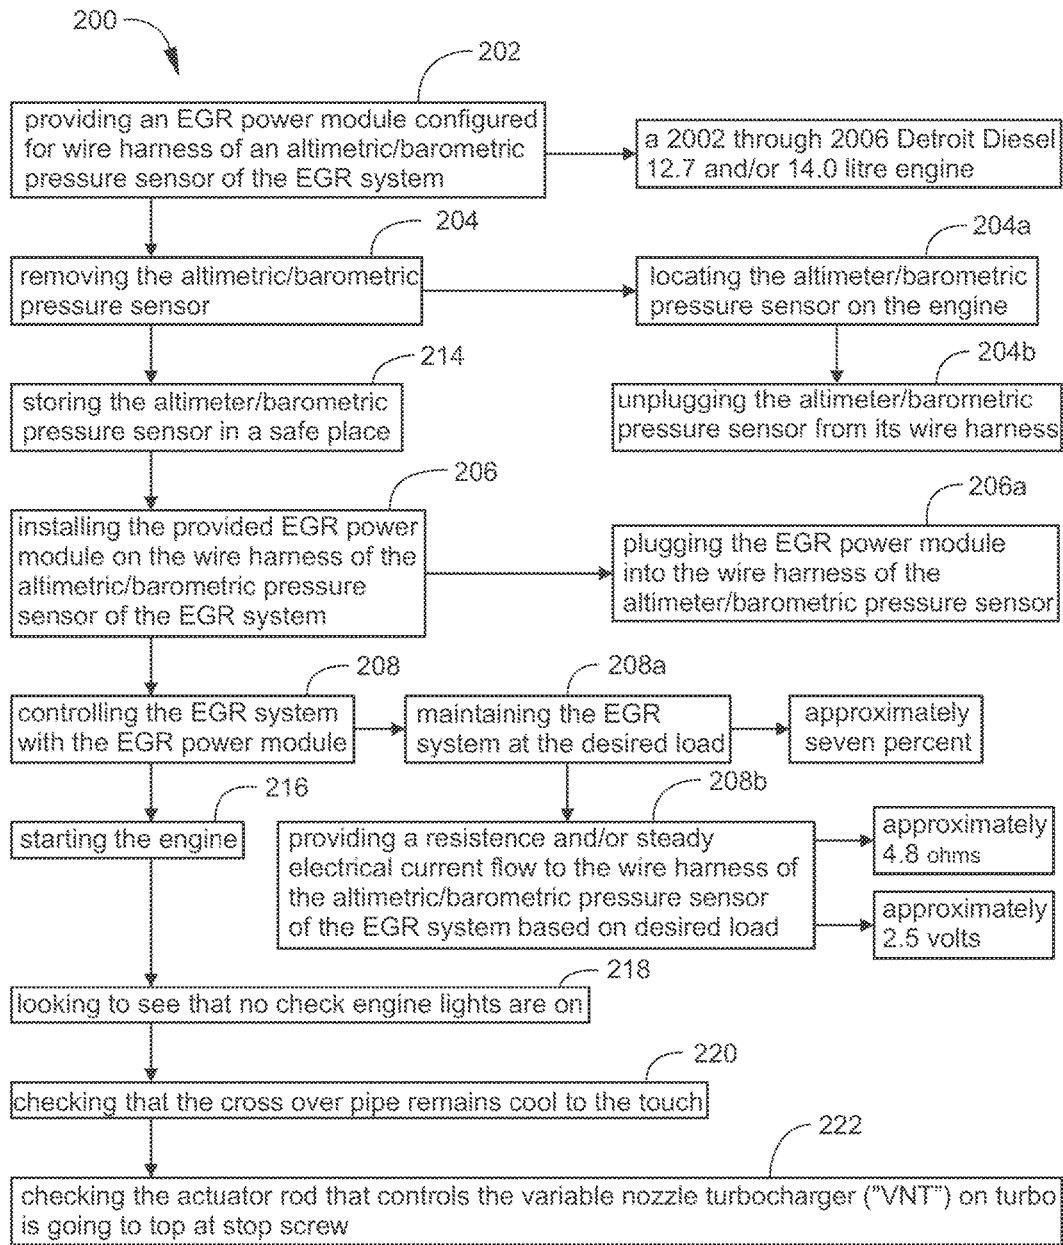 200
202
providing an EGR power module configured
for wire harness of an altimetric/barometric
pressure sensor of the EGR system
a 2002 through 2006 Detroit Diesel
12.7 and/or 14.0 litre engine
204
removing the altimetric/barometric
pressure sensor
204a
locating the altimeter/barometric
pressure sensor on the engine
214
storing the altimeter/barometric
pressure sensor in a safe place
204b
unplugging the altimeter/barometric
pressure sensor from its wire harness
206
installing the provided EGR power
module on the wire harness of the
altimetric/barometric pressure
sensor of the EGR system
206a
plugging the EGR power module
into the wire harness of the
altimeter/barometric pressure sensor
208
controlling the EGR system
with the EGR power module
208a
maintaining the EGR
system at the desired load
approximately
seven percent
216
starting the engine
208b
providing a resistence and/or steady
electrical current flow to the wire harness of
the altimetric/barometric pressure sensor
of the EGR system based on desired load
approximately
4.8 ohms
approximately
2.5 volts
218
looking to see that no check engine lights are on
220
checking that the cross over pipe remains cool to the touch
222
checking the actuator rod that controls the variable nozzle turbocharger ("VNT") on turbo
is going to top at stop screw